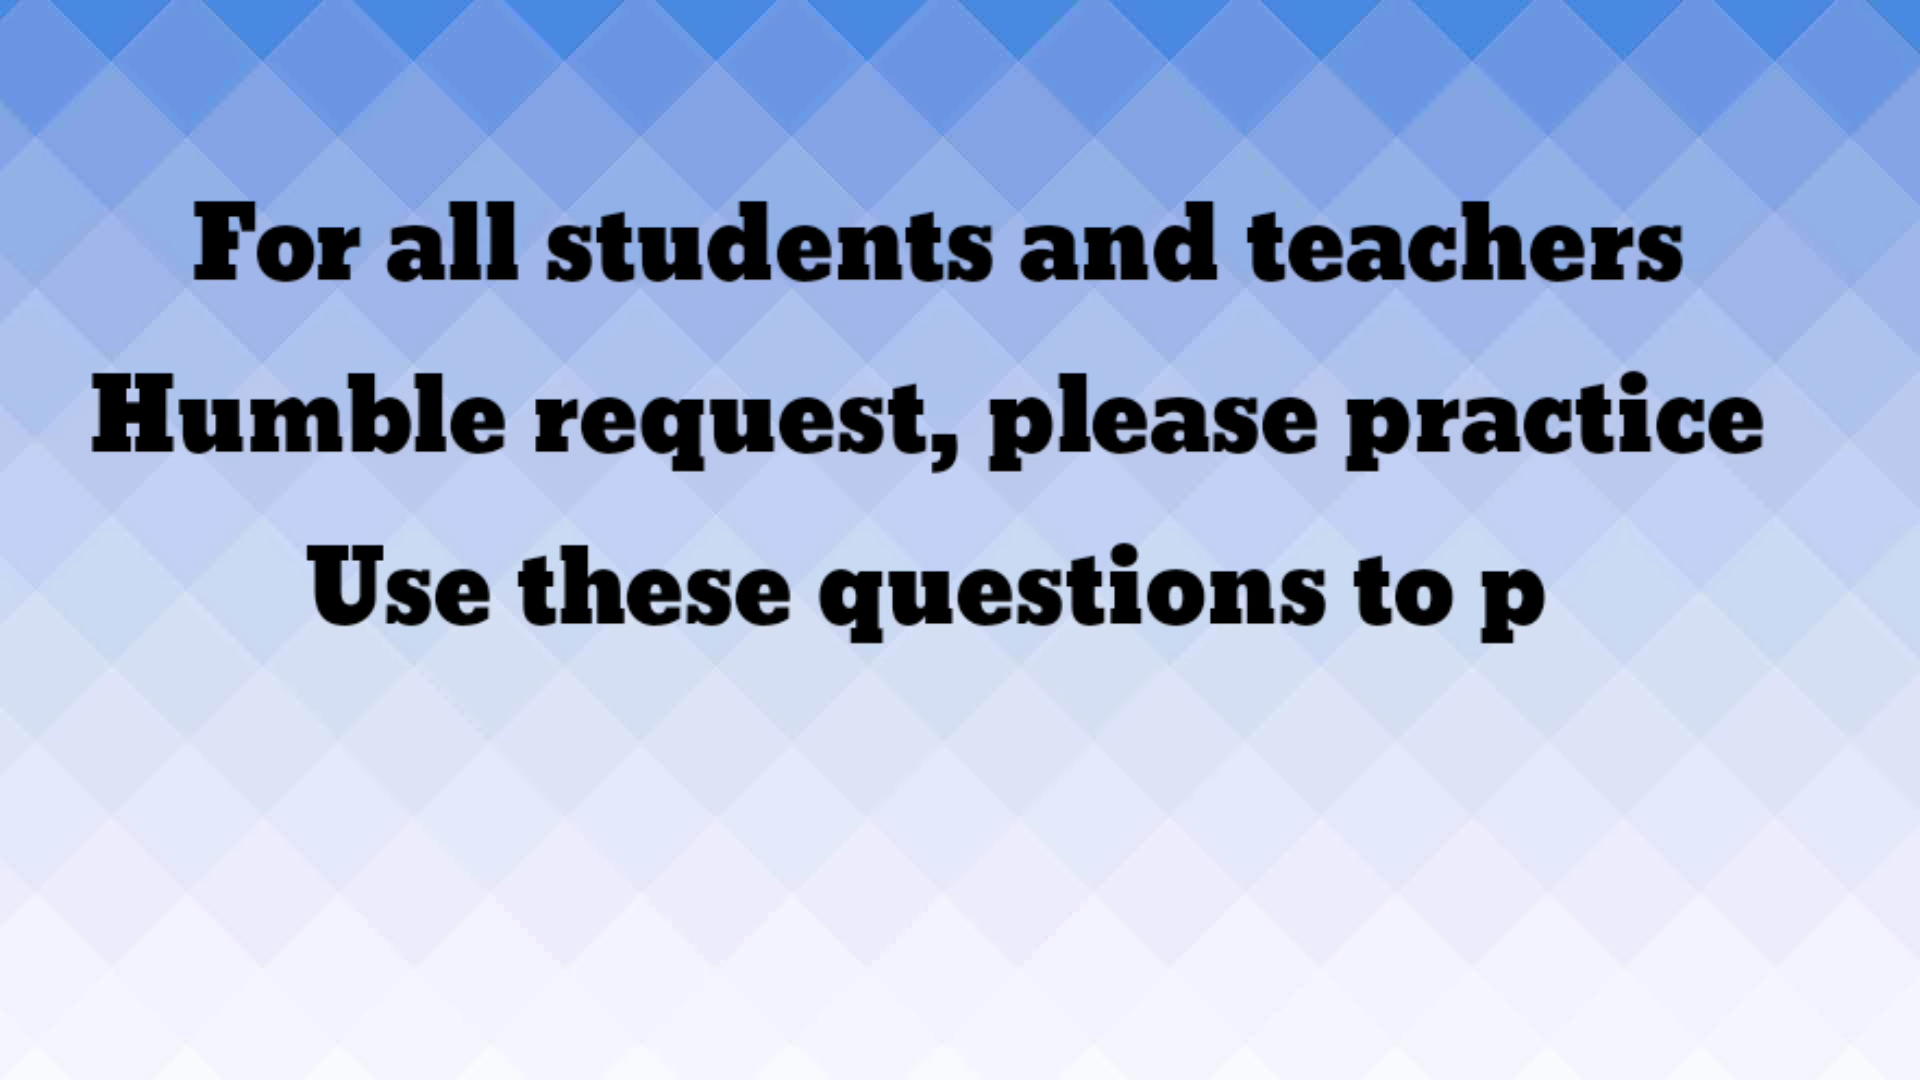 For all students and teachers
Humble request, please practice
Use these questions to p